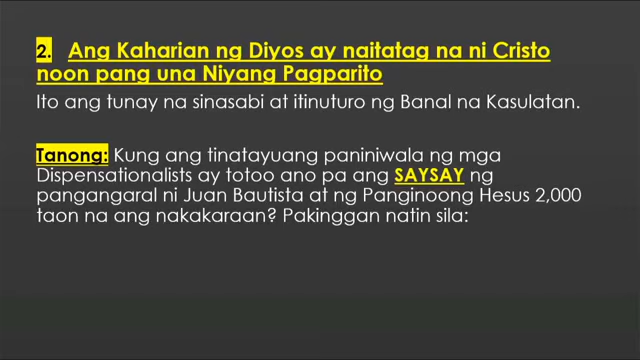 2. Ang Kaharian ng Diyos ay naitatag na ni Cristo
noon pang una Niyang Pagparito
Ito ang tunay na sinasabi at itinuturo ng Banal na Kasulatan.
Tanong: Kung ang tinatayuang paniniwala ng mga
Dispensationalists ay totoo ano pa ang SAYSAY ng
pangangaral ni Juan Bautista at ng Panginoong Hesus 2,000
taon na ang nakakaraan? Pakinggan natin sila: